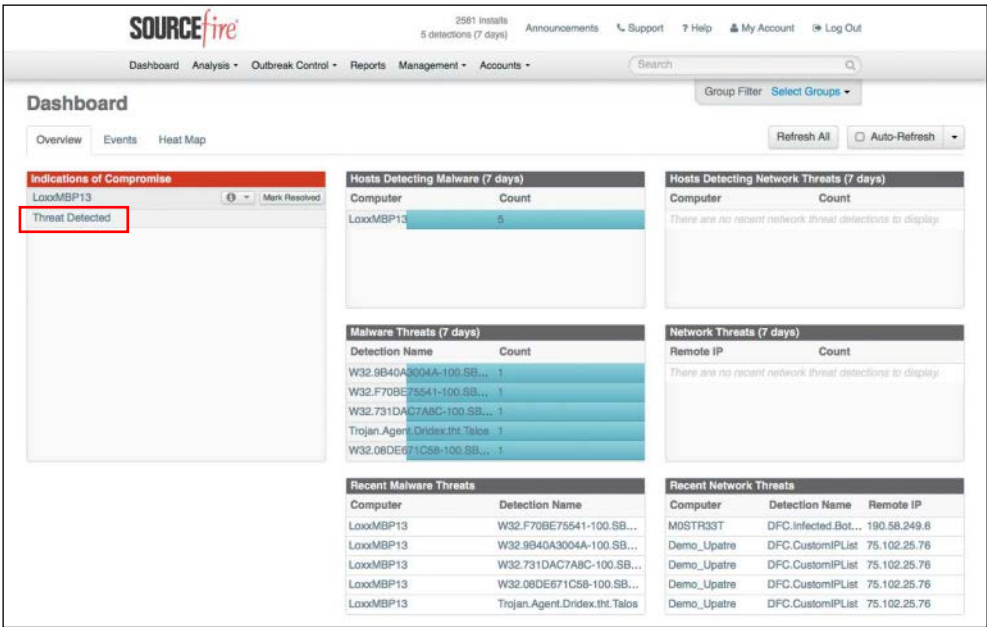 SOURCEfire
2581 Installs
5 detections (7 days)
Announcements Support ? Help My Account Log Out
Dashboard Analysis Outbreak Control Reports Management Accounts Search
Dashboard
Group Filter Select Groups
Overview Events Heat Map
Refresh All Auto-Refresh
Indications of Compromise
LoxxMBP13 Mark Resolved
Threat Detected
Hosts Detecting Malware (7 days)
Computer Count
LoxxMBP13 5
Hosts Detecting Network Threats (7 days)
Computer Count
There are no recent network threat detections to display.
Malware Threats (7 days)
Detection Name Count
W32.9B40A3004A-100.SB... 1
W32.F70BE75541-100.SB... 1
W32.731DAC7A8C-100.SB... 1
Trojan.Agent.Dridex.tht.Talos 1
W32.08DE671C58-100.SB... 1
Network Threats (7 days)
Remote IP Count
There are no recent network threat detections to display.
Recent Malware Threats
Computer Detection Name
LoxxMBP13 W32.F70BE75541-100.SB...
LoxxMBP13 W32.9B40A3004A-100.SB...
LoxxMBP13 W32.731DAC7A8C-100.SB...
LoxxMBP13 W32.08DE671C58-100.SB...
LoxxMBP13 Trojan.Agent.Dridex.tht.Talos
Recent Network Threats
Computer Detection Name Remote IP
M0STR33T DFC.Infected.Bot... 190.58.249.6
Demo_Upatre DFC.CustomIPList 75.102.25.76
Demo_Upatre DFC.CustomIPList 75.102.25.76
Demo_Upatre DFC.CustomIPList 75.102.25.76
Demo_Upatre DFC.CustomIPList 75.102.25.76